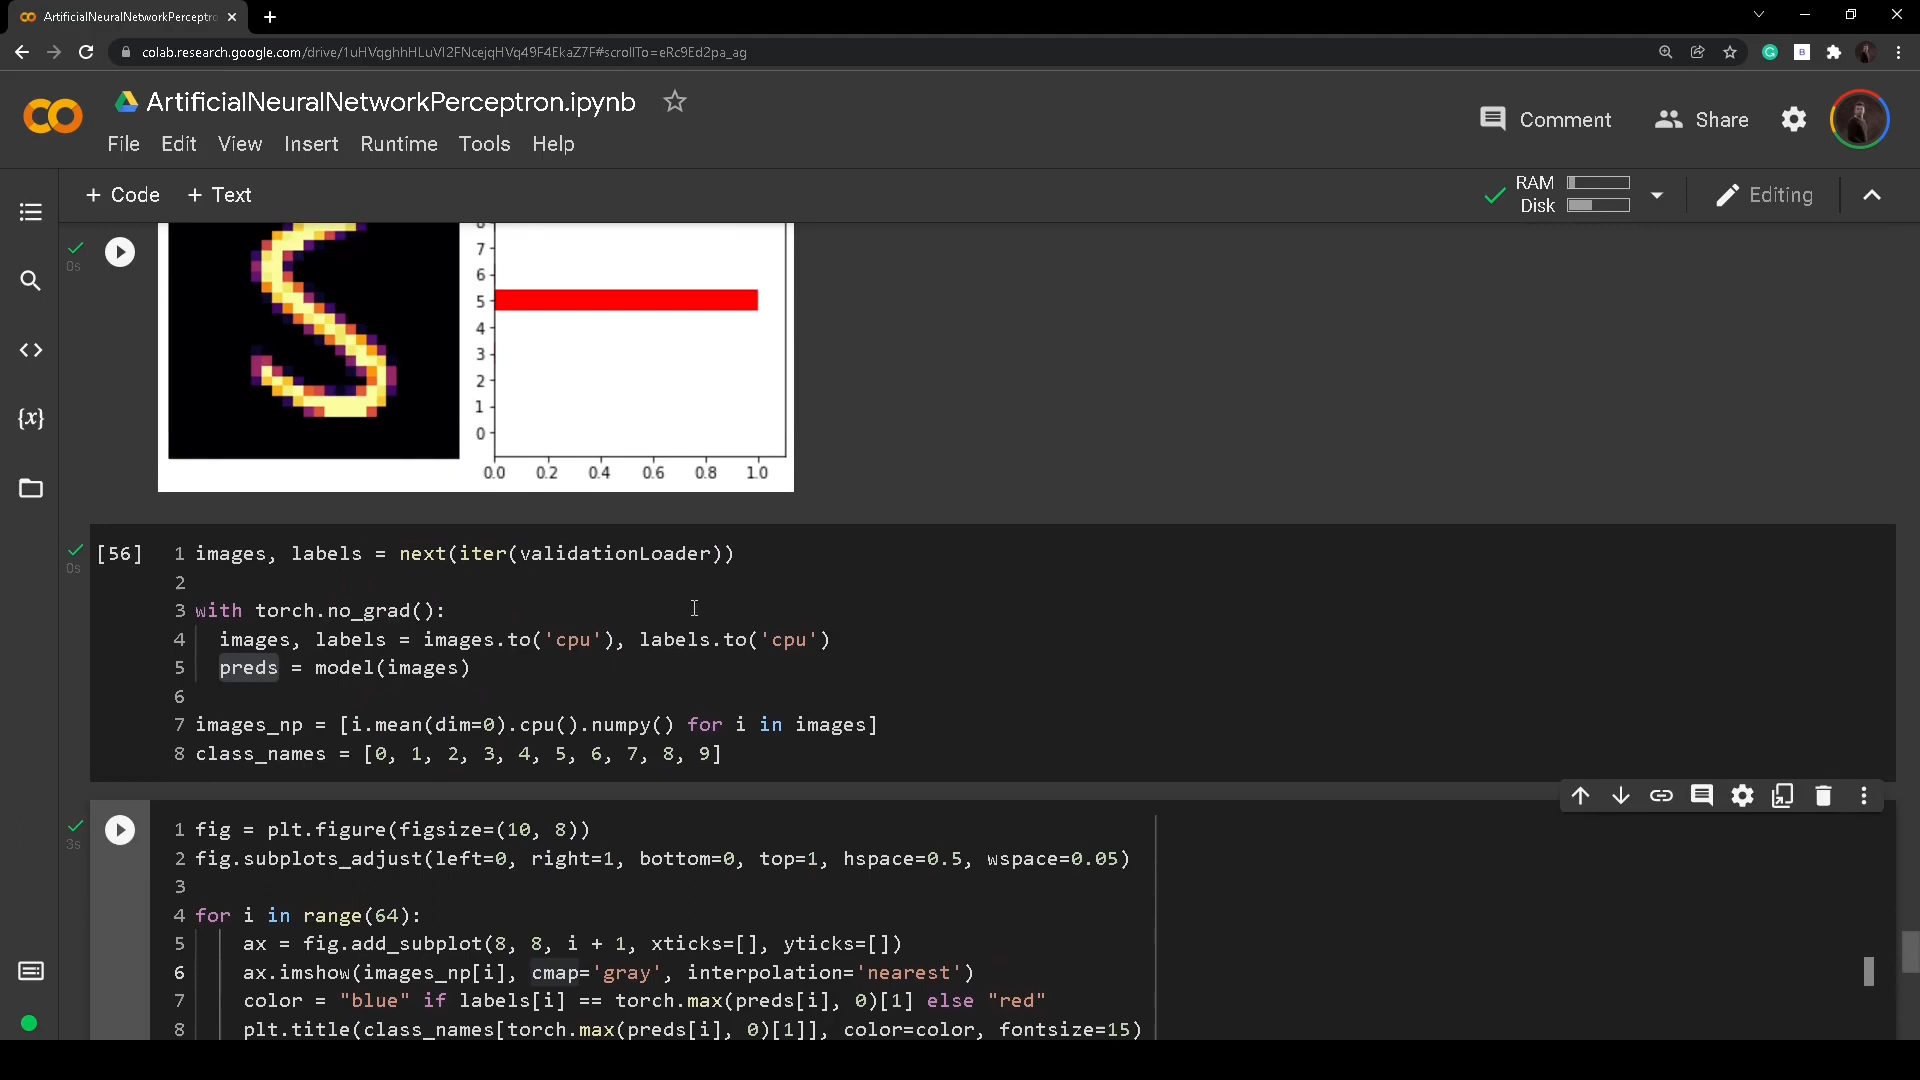 ArtificialNeuralNetworkPerceptro
colab.research.google.com/drive/1uHVqghhHLuVI2FNcejqHVq49F4EkaZ7F#scrollTo=eRc9Ed2pa_ag
ArtificialNeuralNetworkPerceptron.ipynb
File Edit View Insert Runtime Tools Help
Comment
Share
+ Code + Text
RAM
Disk
Editing
0s
8
7
6
5
4
3
2
1
0
0.0 0.2 0.4 0.6 0.8 1.0
{x}
[56]
0s
1 images, labels = next(iter(validationLoader))
2
3 with torch.no_grad():
4 images, labels = images.to('cpu'), labels.to('cpu')
5 preds = model(images)
6
7 images_np = [i.mean(dim=0).cpu().numpy() for i in images]
8 class_names = [0, 1, 2, 3, 4, 5, 6, 7, 8, 9]
3s
1 fig = plt.figure(figsize=(10, 8))
2 fig.subplots_adjust(left=0, right=1, bottom=0, top=1, hspace=0.5, wspace=0.05)
3
4 for i in range(64):
5 ax = fig.add_subplot(8, 8, i + 1, xticks=[], yticks=[])
6 ax.imshow(images_np[i], cmap='gray', interpolation='nearest')
7 color = "blue" if labels[i] == torch.max(preds[i], 0)[1] else "red"
8 plt.title(class_names[torch.max(preds[i], 0)[1]], color=color, fontsize=15)